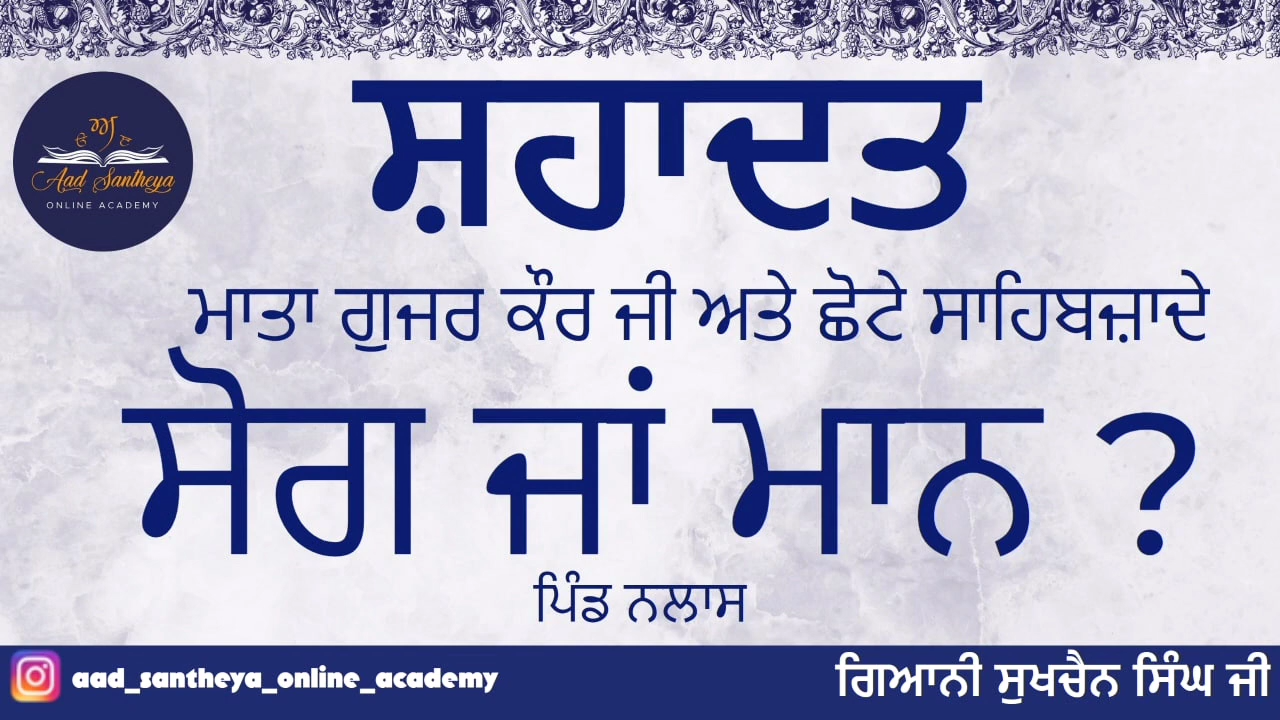 ਸ਼ਹਾਦਤ
ੳ ਅ ੲ
Aad Santheya
ONLINE ACADEMY
ਮਾਤਾ ਗੁਜਰ ਕੌਰ ਜੀ ਅਤੇ ਛੋਟੇ ਸਾਹਿਬਜ਼ਾਦੇ
ਸੋਗ ਜਾਂ ਮਾਨ ?
ਪਿੰਡ ਨਲਾਸ
aad_santheya_online_academy
ਗਿਆਨੀ ਸੁਖਚੈਨ ਸਿੰਘ ਜੀ